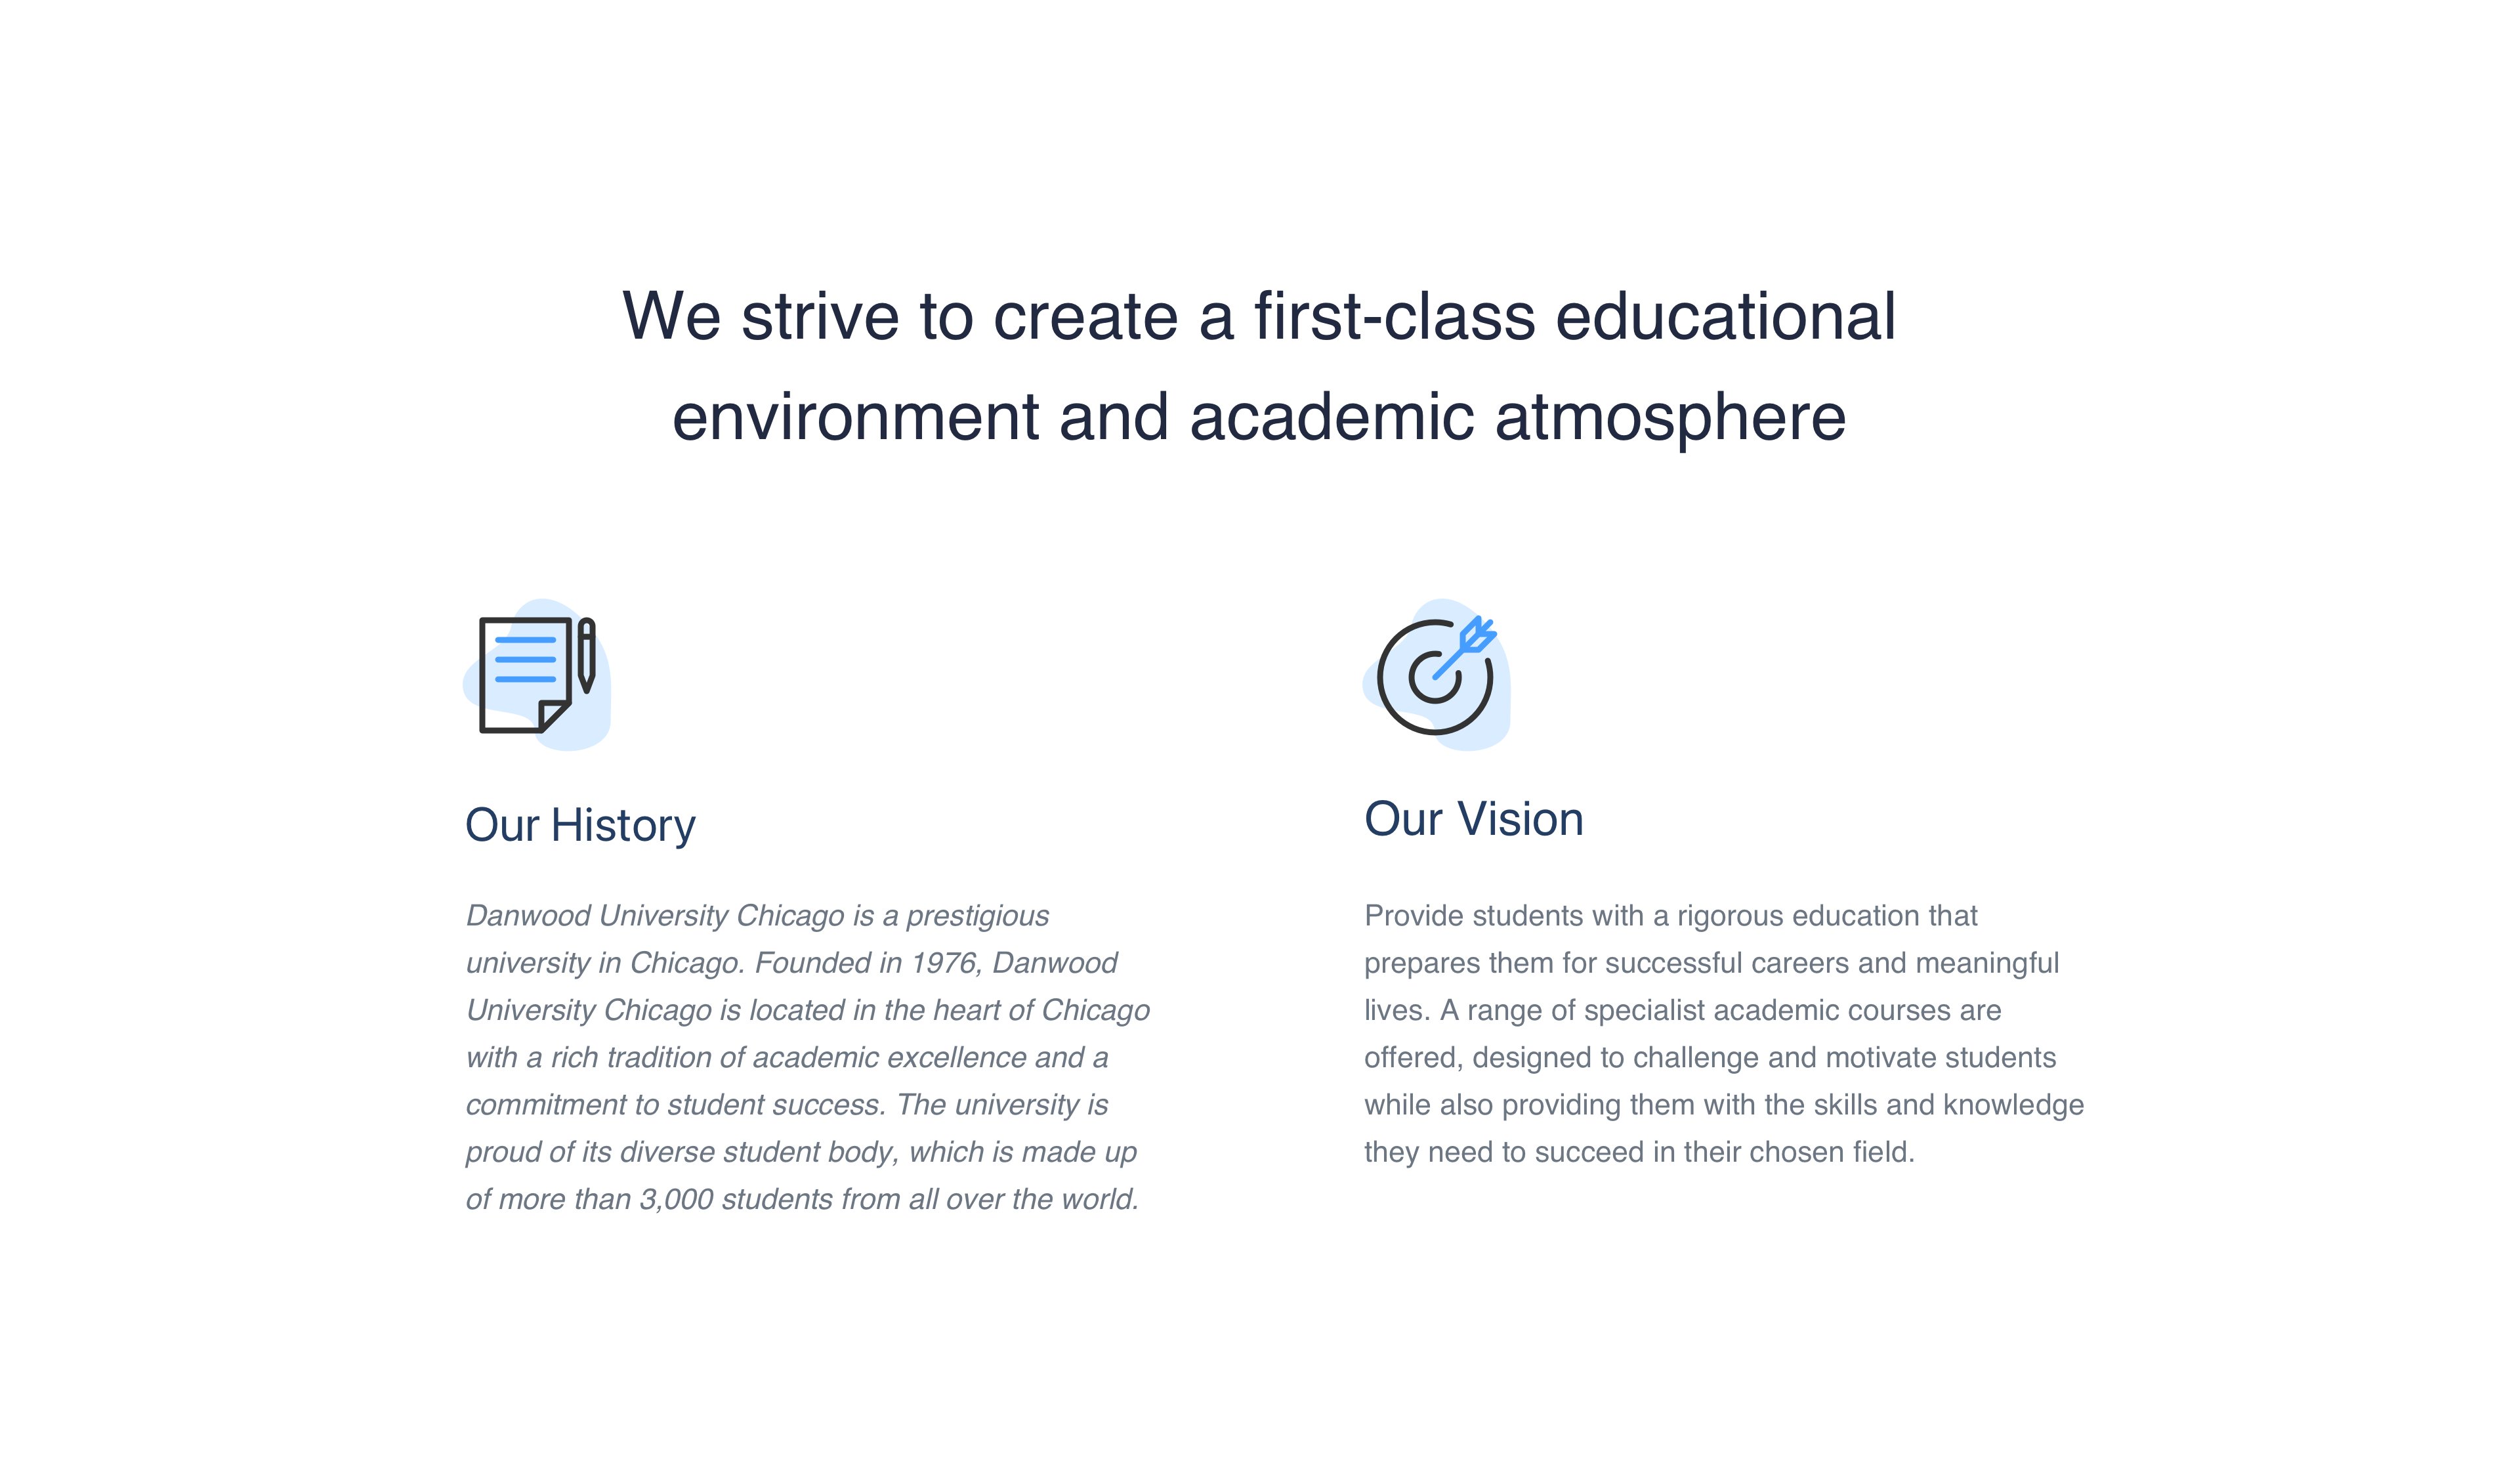 We strive to create a first-class educational
environment and academic atmosphere
Our History
Danwood University Chicago is a prestigious
university in Chicago. Founded in 1976, Danwood
University Chicago is located in the heart of Chicago
with a rich tradition of academic excellence and a
commitment to student success. The university is
proud of its diverse student body, which is made up
of more than 3,000 students from all over the world.
Our Vision
Provide students with a rigorous education that
prepares them for successful careers and meaningful
lives. A range of specialist academic courses are
offered, designed to challenge and motivate students
while also providing them with the skills and knowledge
they need to succeed in their chosen field.